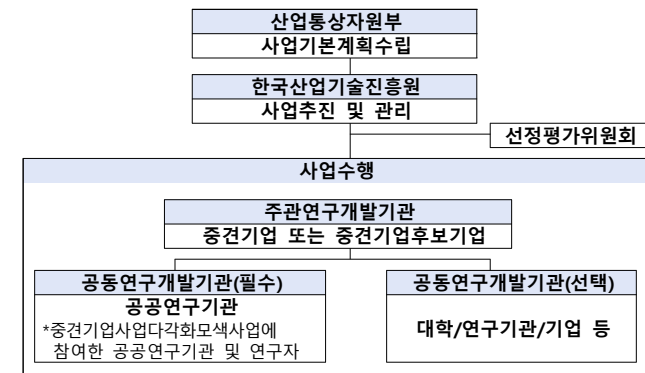 산업통상자원부
사업기본계획수립
한국산업기술진흥원
사업추진 및 관리
선정평가위원회
사업수행
주관연구개발기관
중견기업 또는 중견기업후보기업
공동연구개발기관(필수)
공공연구기관
*중견기업사업다각화모색사업에
참여한 공공연구기관 및 연구자
공동연구개발기관(선택)
대학/연구기관/기업 등